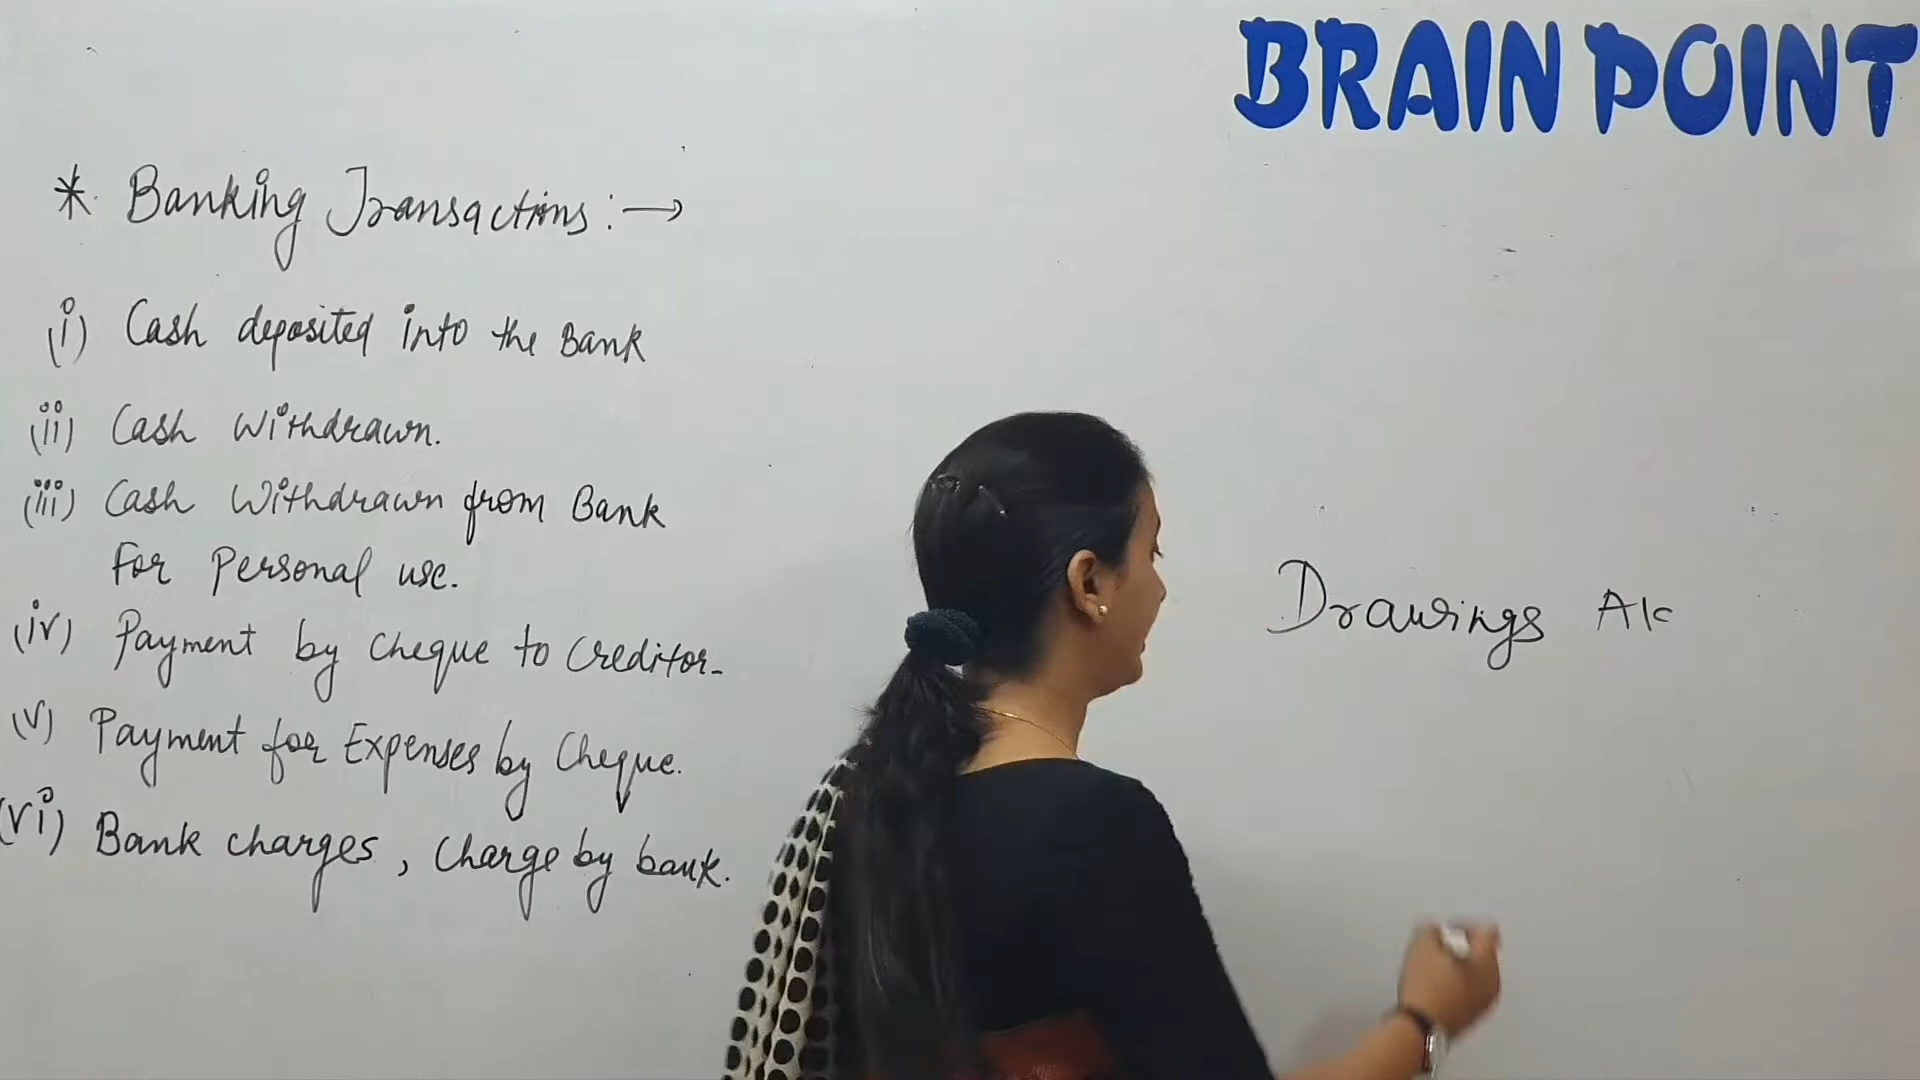 BRAIN POINT
* Banking Transactions :→
(i) Cash deposited into the Bank
(ii) Cash Withdrawn.
(iii) Cash Withdrawn from Bank
For Personal use.
(iv) Payment by Cheque to Creditor-
(v) Payment for Expenses by Cheque.
(vi) Bank charges, Charge by bank.
Drawings A/c